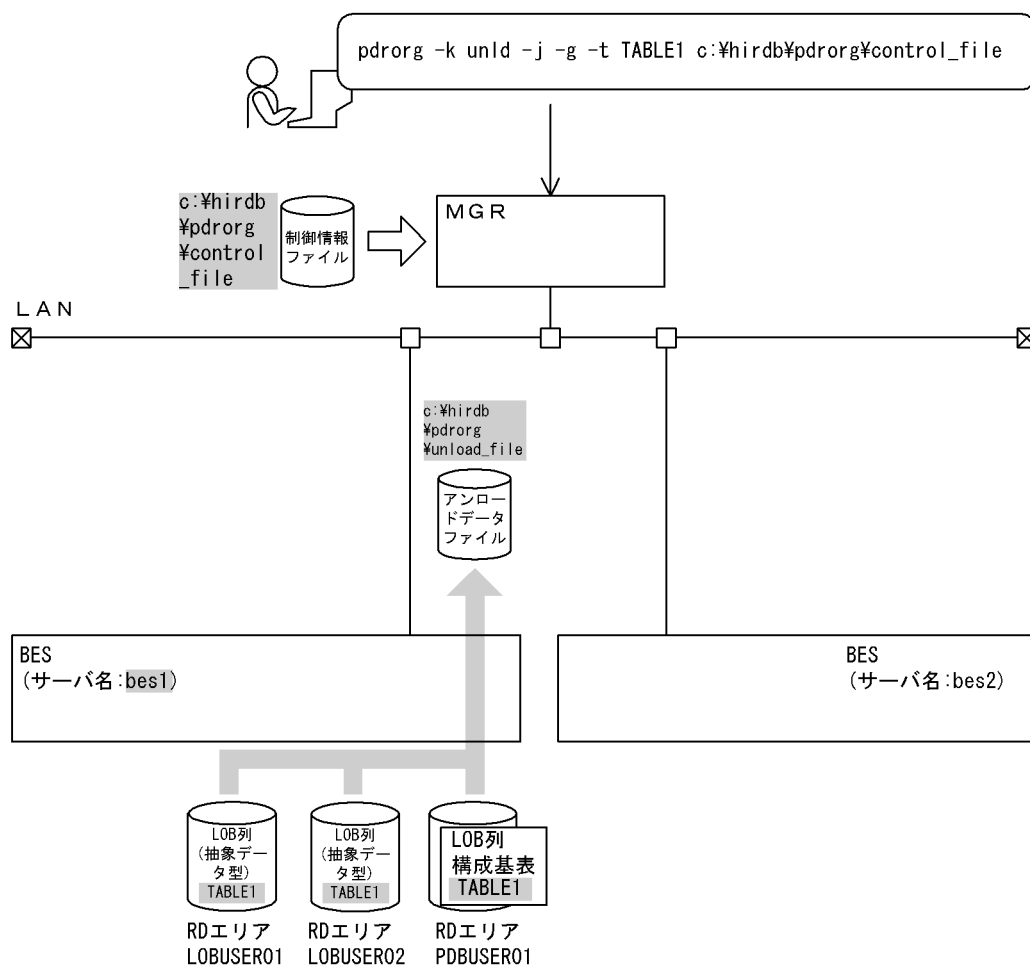 pdrorg -k unld -j -g -t TABLE1 c:¥hirdb¥pdrorg¥control_file
c:¥hirdb
¥pdrorg
¥control
_file
制御情報
ファイル
ＭＧＲ
ＬＡＮ
c:¥hirdb
¥pdrorg
¥unload_file
アンロー
ドデータ
ファイル
BES
(サーバ名:bes1)
BES
(サーバ名:bes2)
LOB列
(抽象デー
タ型)
TABLE1
LOB列
(抽象デー
タ型)
TABLE1
LOB列
構成基表
TABLE1
RDエリア
LOBUSER01
RDエリア
LOBUSER02
RDエリア
PDBUSER01